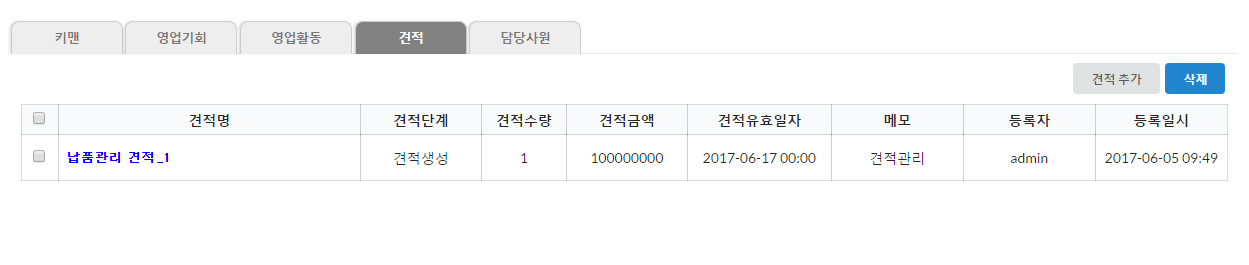 키맨 영업기회 영업활동 견적 담당사원
견적 추가 삭제
견적명 견적단계 견적수량 견적금액 견적유효일자 메모 등록자 등록일시
납품관리 견적_1 견적생성 1 100000000 2017-06-17 00:00 견적관리 admin 2017-06-05 09:49